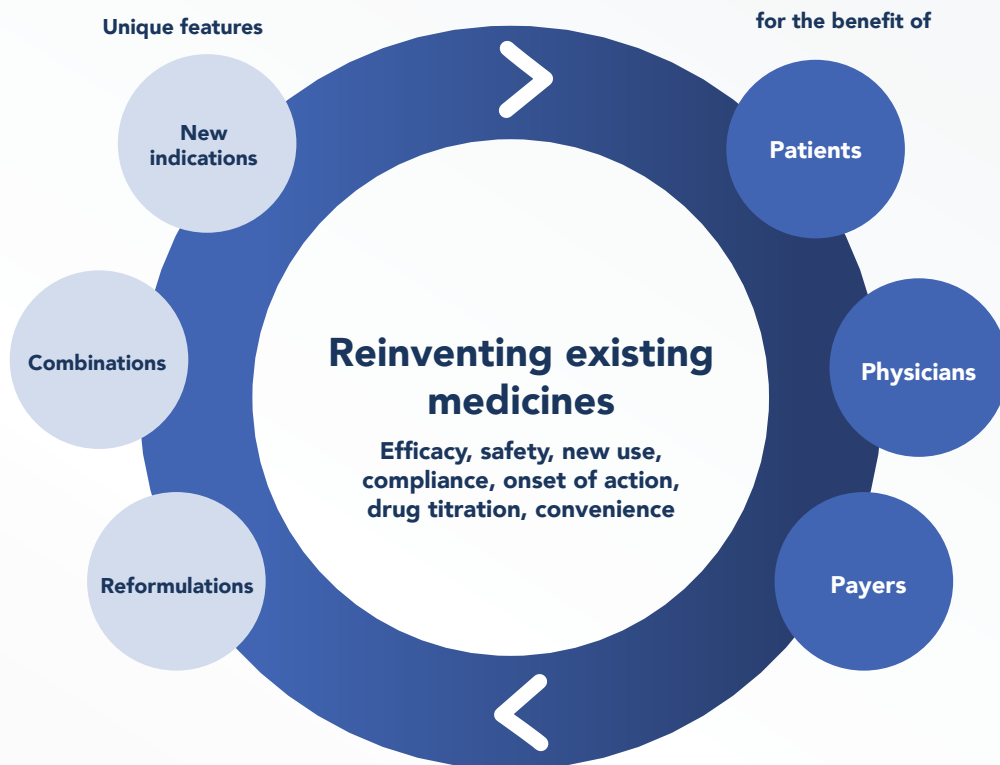 Unique features
for the benefit of
New
indications
Patients
Combinations
Physicians
Reinventing existing
medicines
Efficacy, safety, new use,
compliance, onset of action,
drug titration, convenience
Reformulations
Payers